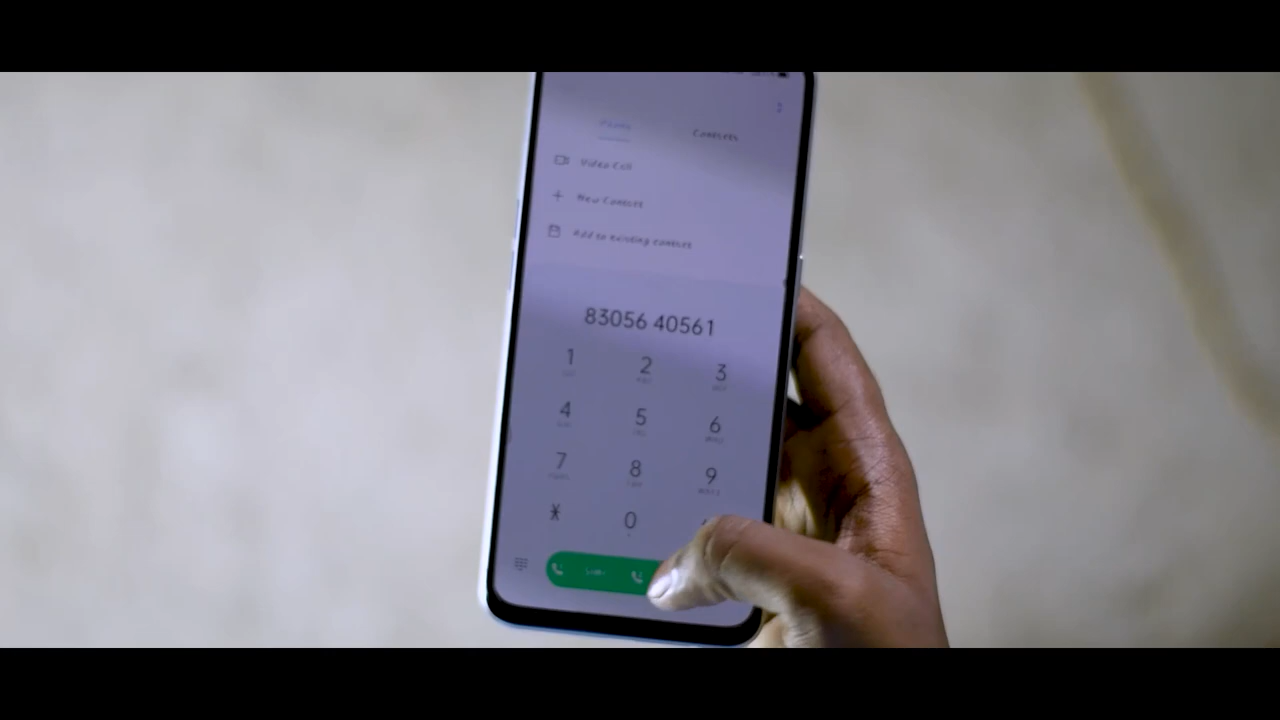 Contacts
Video Call
New Contact
Add to existing contact
83056 40561
1 2 3
4 5 6
7 8 9
* 0